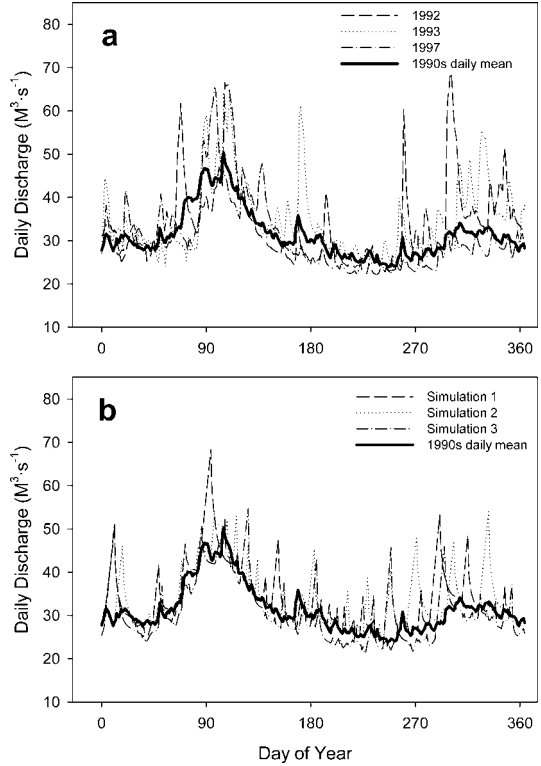 a
1992
1993
1997
1990s daily mean
Daily Discharge (M³·s⁻¹)
80
70
60
50
40
30
20
10
0
90
180
270
360
b
Simulation 1
Simulation 2
Simulation 3
1990s daily mean
Daily Discharge (M³·s⁻¹)
80
70
60
50
40
30
20
10
0
90
180
270
360
Day of Year